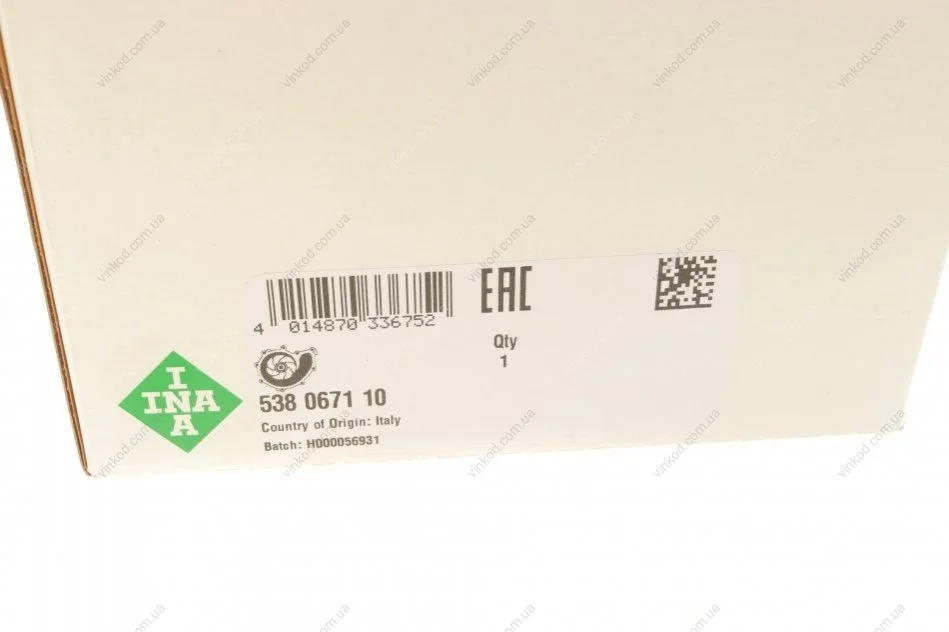 EAC
4 014870 336752
Qty
1
I
INA
A
538 0671 10
Country of Origin: Italy
Batch: H000056931
vinkod.com.ua